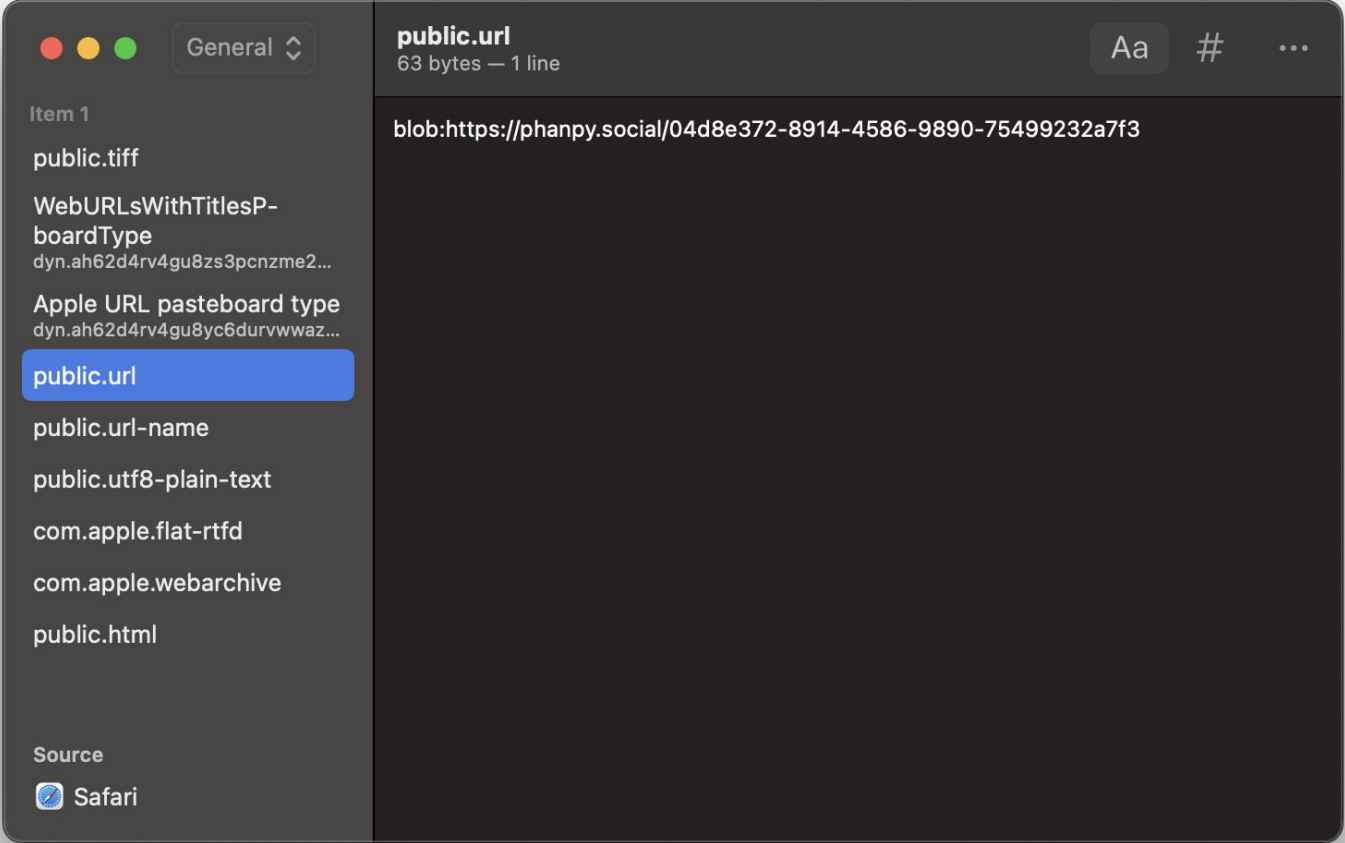 General
public.url
63 bytes — 1 line
Aa
#
Item 1
public.tiff
WebURLsWithTitlesP-
boardType
dyn.ah62d4rv4gu8zs3pcnzme2...
Apple URL pasteboard type
dyn.ah62d4rv4gu8yc6durvwwaz...
public.url
public.url-name
public.utf8-plain-text
com.apple.flat-rtfd
com.apple.webarchive
public.html
Source
Safari
blob:https://phanpy.social/04d8e372-8914-4586-9890-75499232a7f3